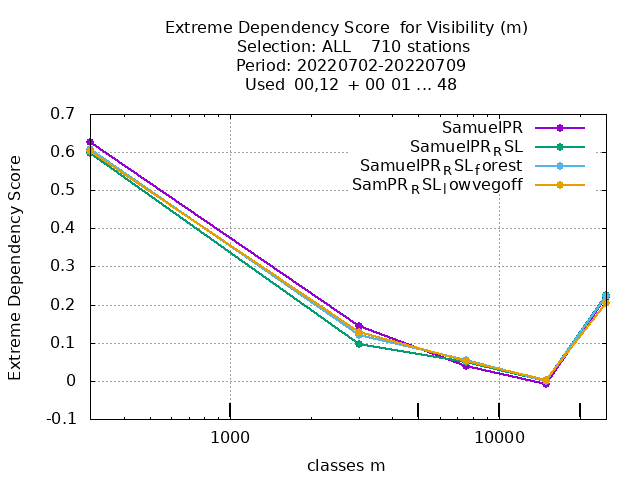 Extreme Dependency Score  for Visibility (m)
Selection: ALL    710 stations
Period: 20220702-20220709
Used  00,12  + 00 01 ... 48
SamuelPR
SamuelPR_RSL
SamuelPR_RSL_forest
SamPR_RSL_lowvegoff
0.7
0.6
0.5
0.4
0.3
0.2
0.1
0
-0.1
Extreme Dependency Score
1000
10000
classes m